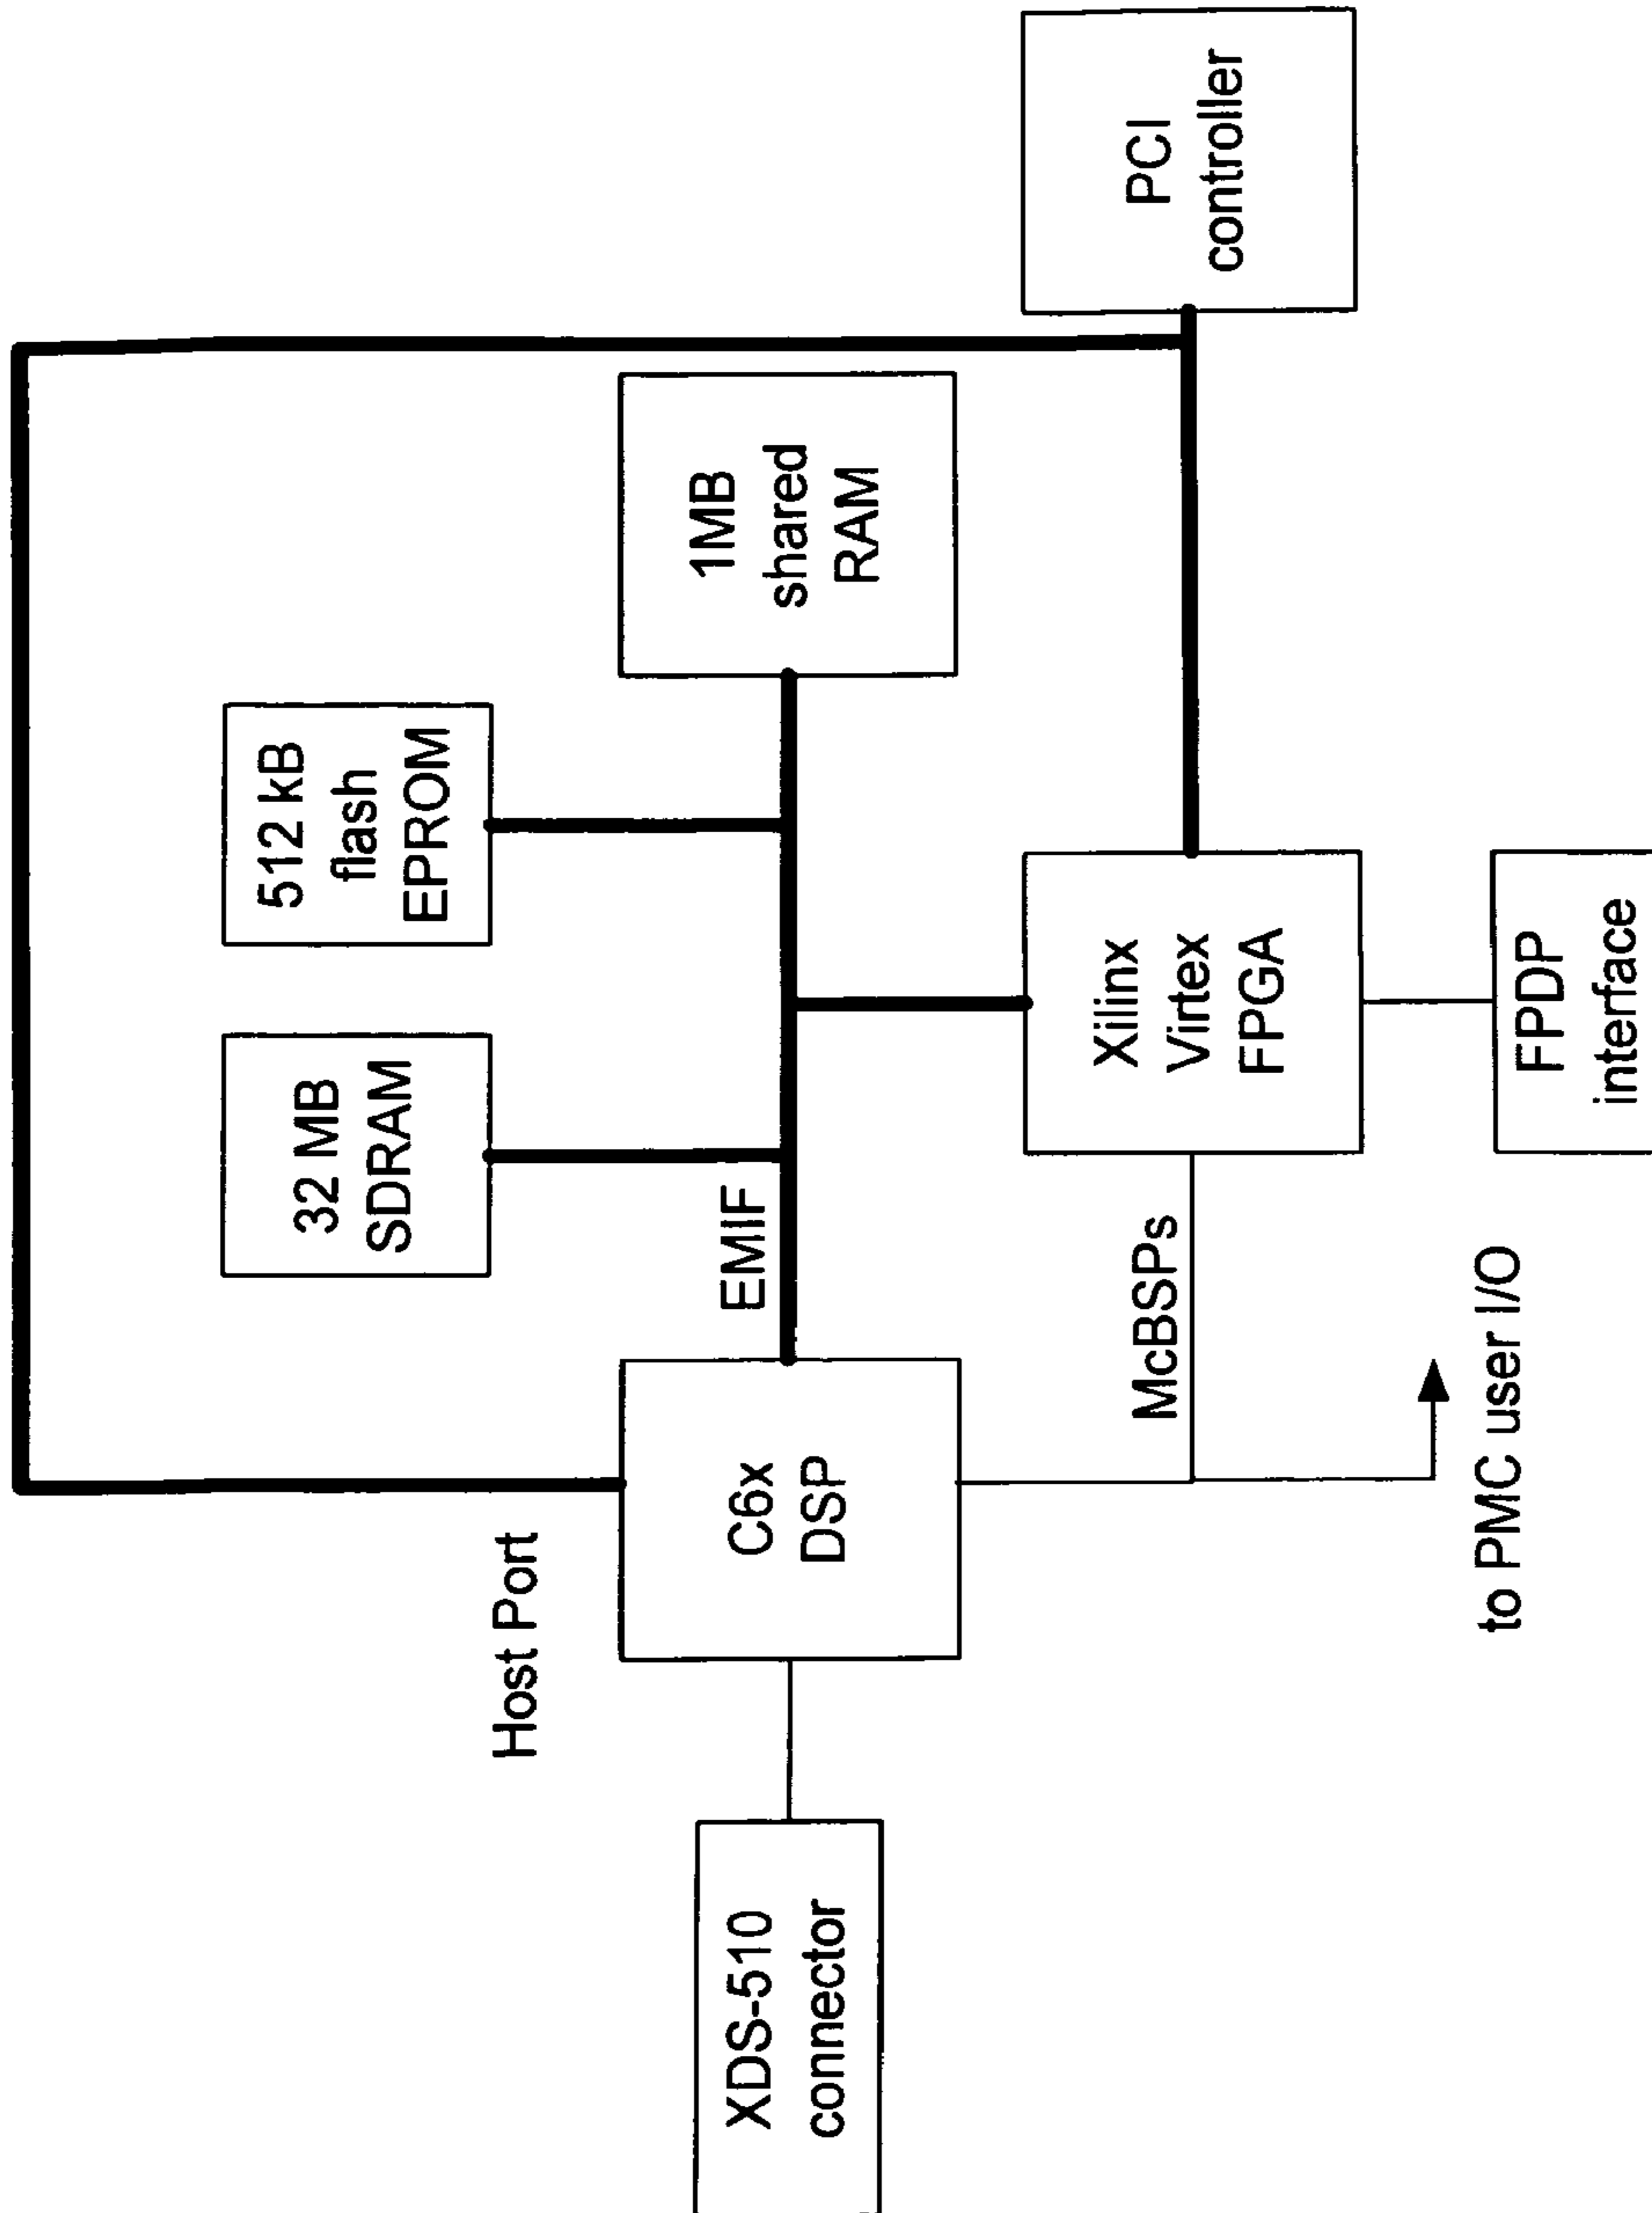 Host Port
32 MB
SDRAM
512 kB
flash
EPROM
XDS-510
connector
C6x
DSP
EMIF
1MB
shared
RAM
McBSPs
Xilinx
Virtex
FPGA
PCI
controller
to PMC user I/O
FPDP
interface